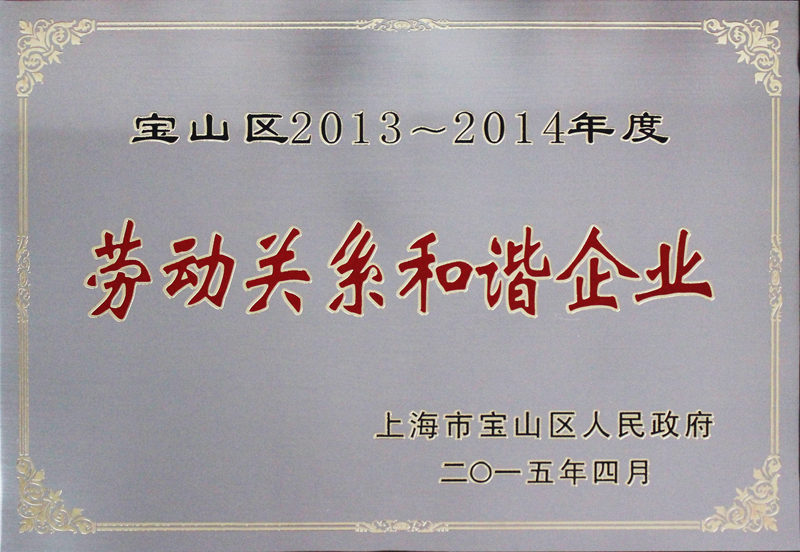 宝山区2013～2014年度
劳动关系和谐企业
上海市宝山区人民政府
二〇一五年四月